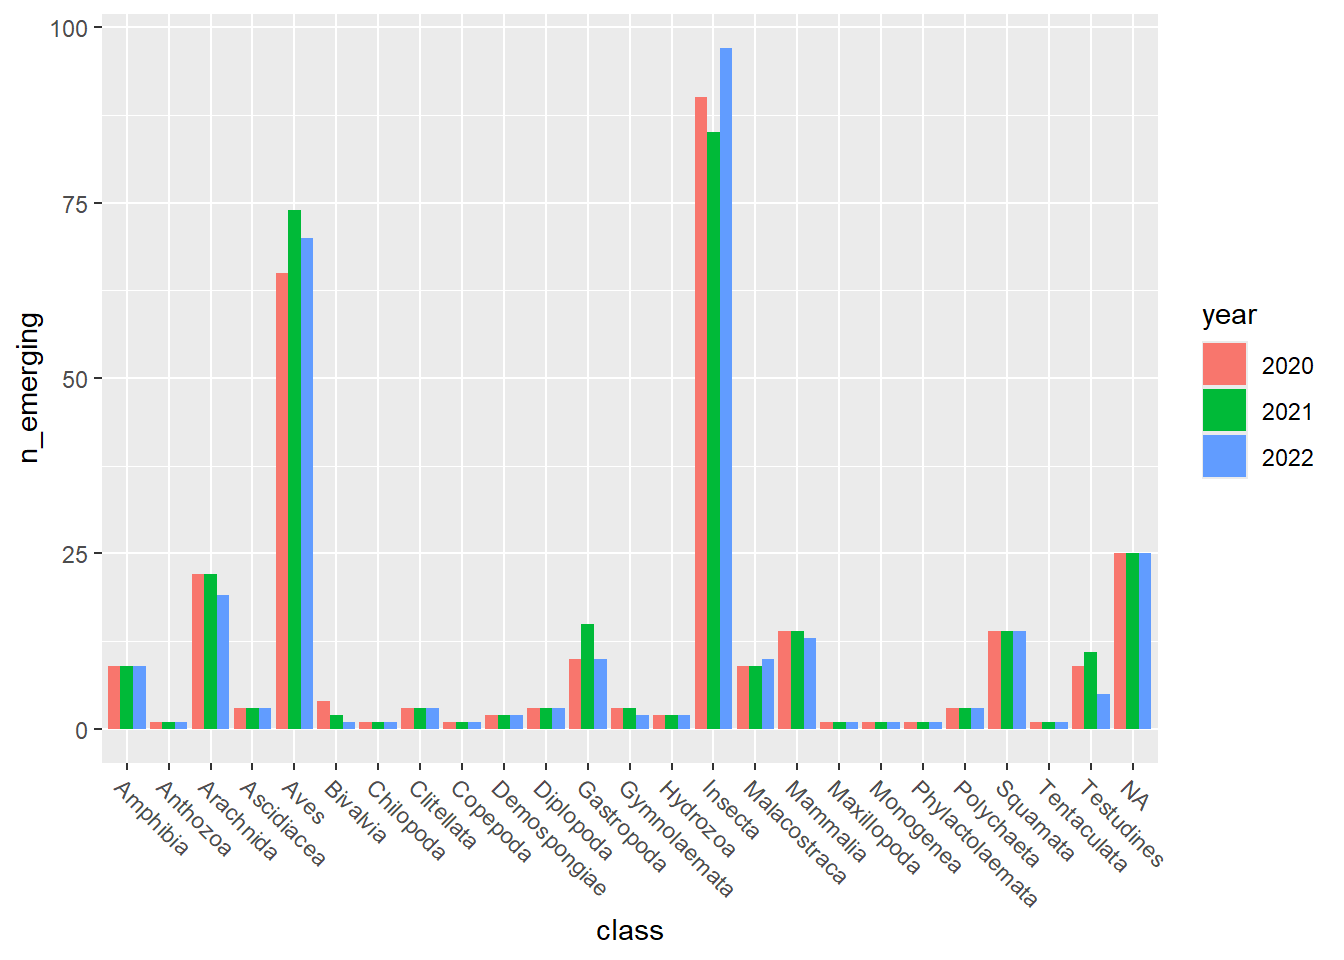 100
75
50
25
0
n_emerging
Amphibia
Anthozoa
Arachnida
Ascidiacea
Aves
Bivalvia
Chilopoda
Clitellata
Copepoda
Demospongiae
Diplopoda
Gastropoda
Gymnolaemata
Hydrozoa
Insecta
Malacostraca
Mammalia
Maxillopoda
Monogenea
Phylactolaemata
Polychaeta
Squamata
Tentaculata
Testudines
NA
class
year
2020
2021
2022